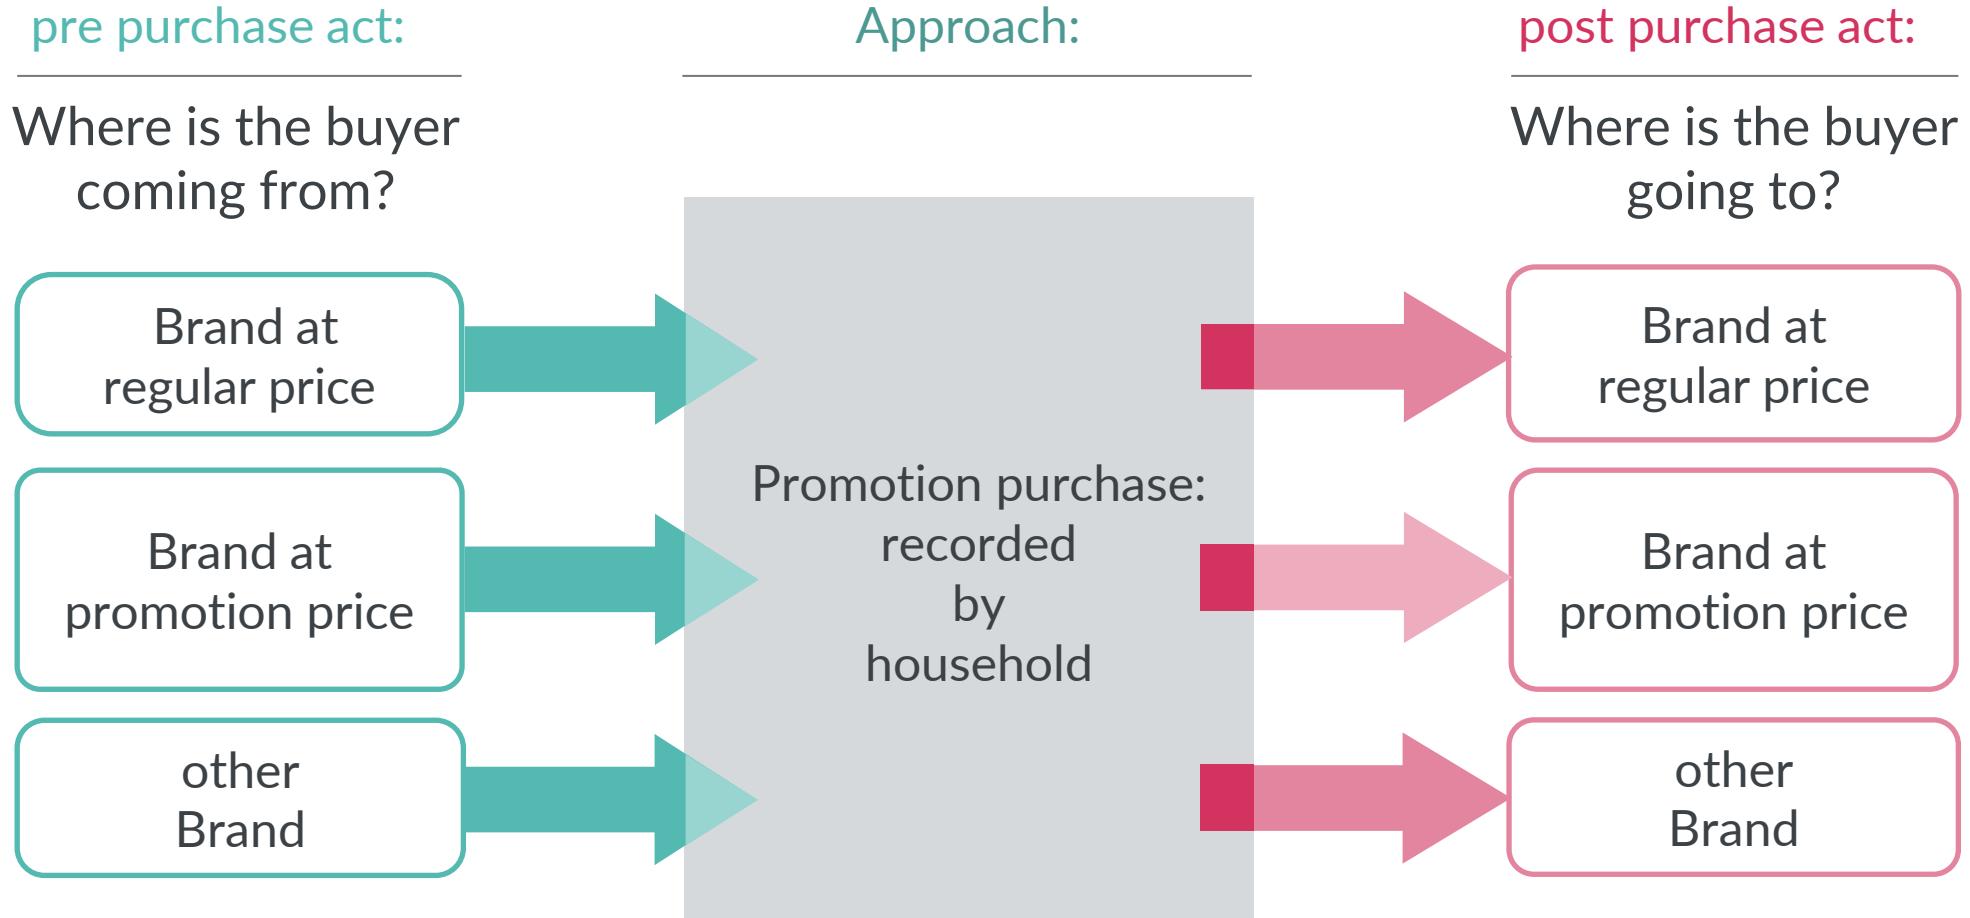 pre purchase act:
Where is the buyer
coming from?
Brand at
regular price
Brand at
promotion price
other
Brand
Approach:
Promotion purchase:
recorded
by
household
post purchase act:
Where is the buyer
going to?
Brand at
regular price
Brand at
promotion price
other
Brand